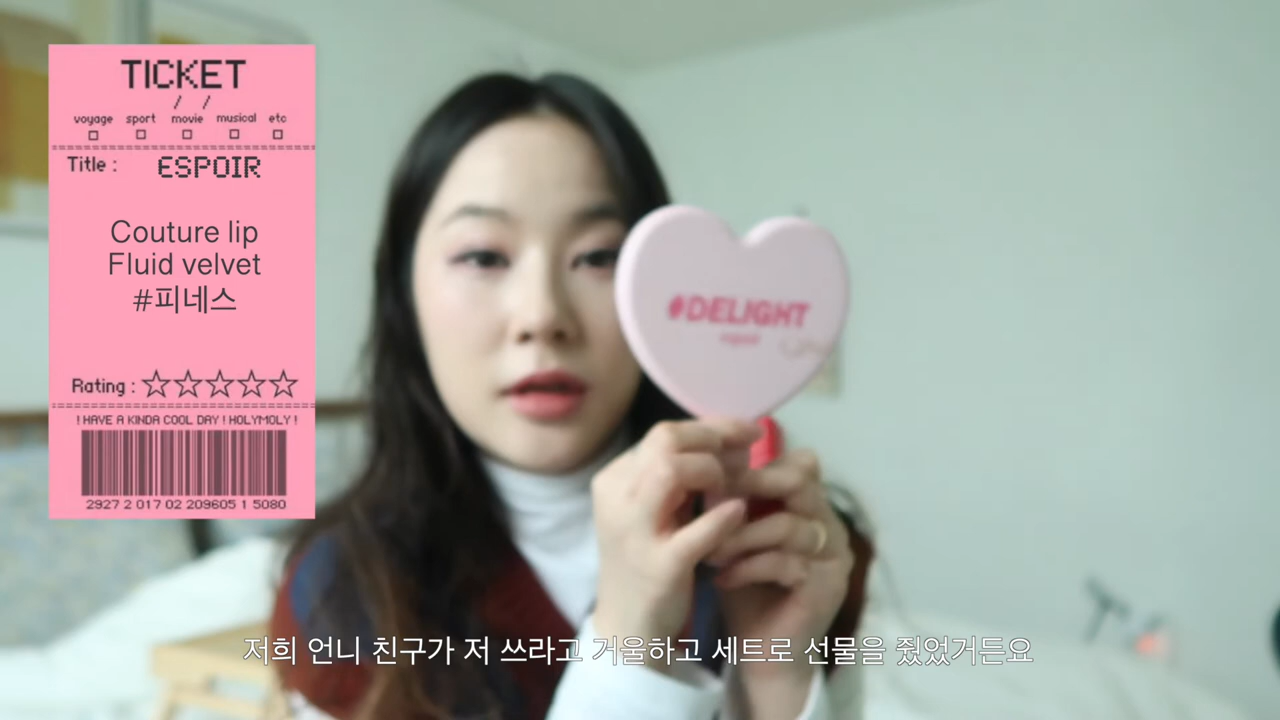 TICKET
/ /
voyage sport movie musical etc
Title : ESPOIR
Couture lip
Fluid velvet
#피네스
Rating :
! HAVE A KINDA COOL DAY ! HOLYMOLY !
2927 2 017 02 209605 1 5080
#DELIGHT
저희 언니 친구가 저 쓰라고 거울하고 세트로 선물을 줬었거든요